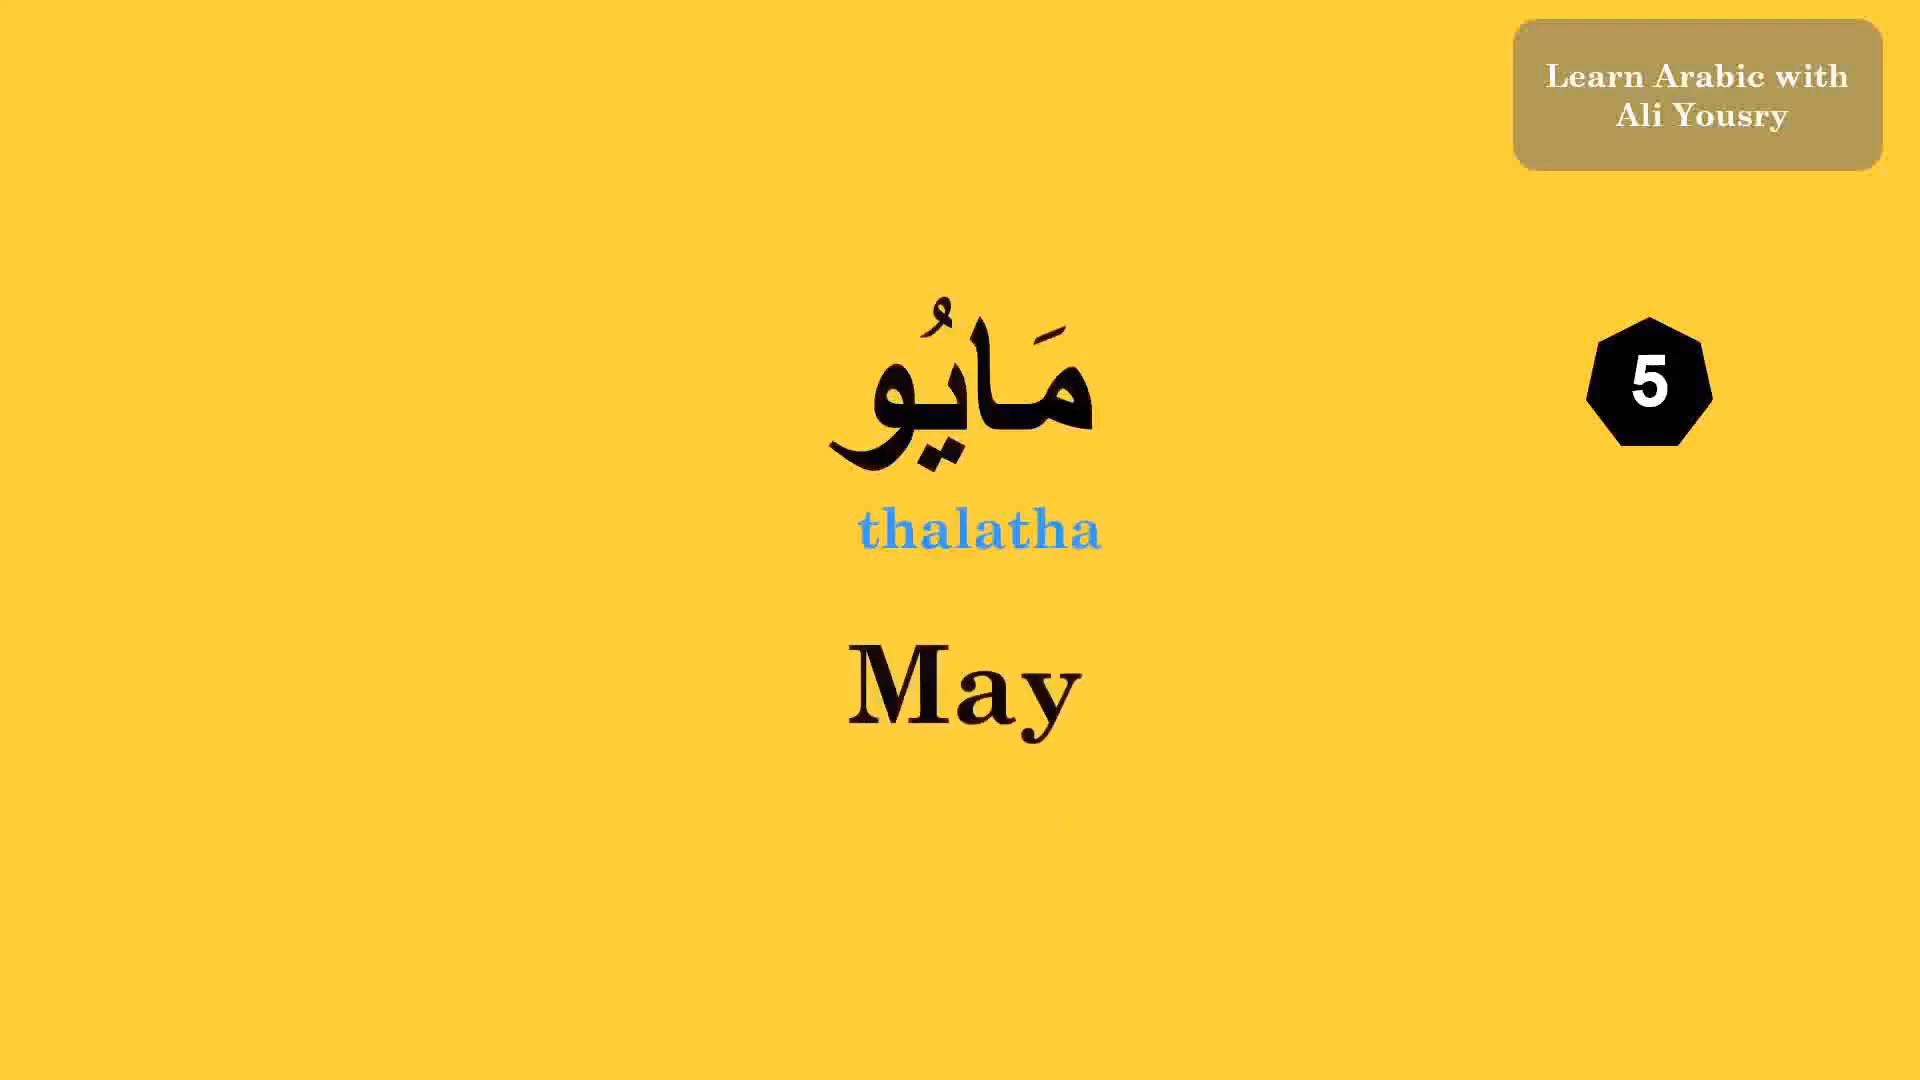 Learn Arabic with
Ali Yousry
مَايُو
5
thalatha
May